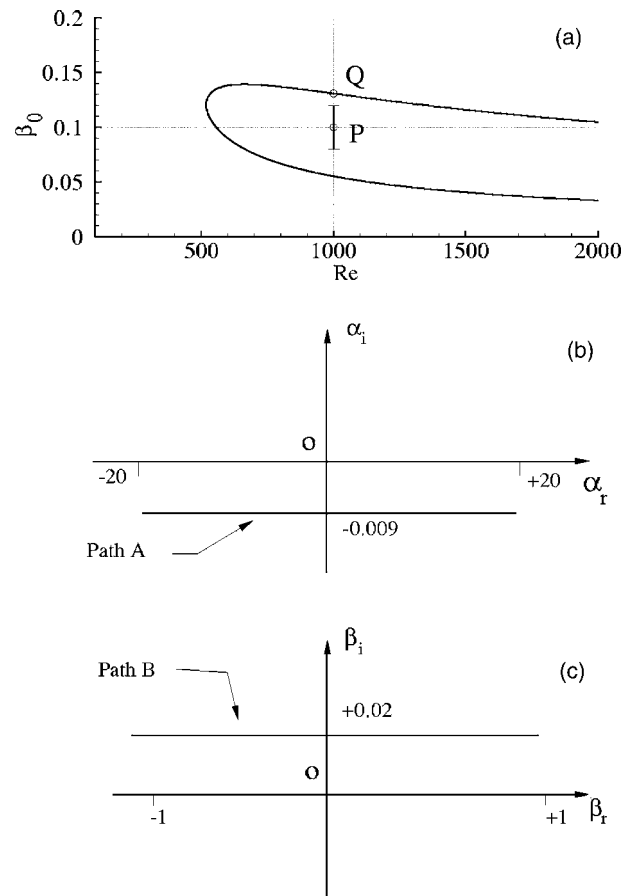 (a)
0.2
0.15
0.1
0.05
0
β0
Q
P
500
1000
1500
2000
Re
(b)
αi
O
-20
+20
αr
-0.009
Path A
(c)
βi
Path B
+0.02
O
-1
+1
βr